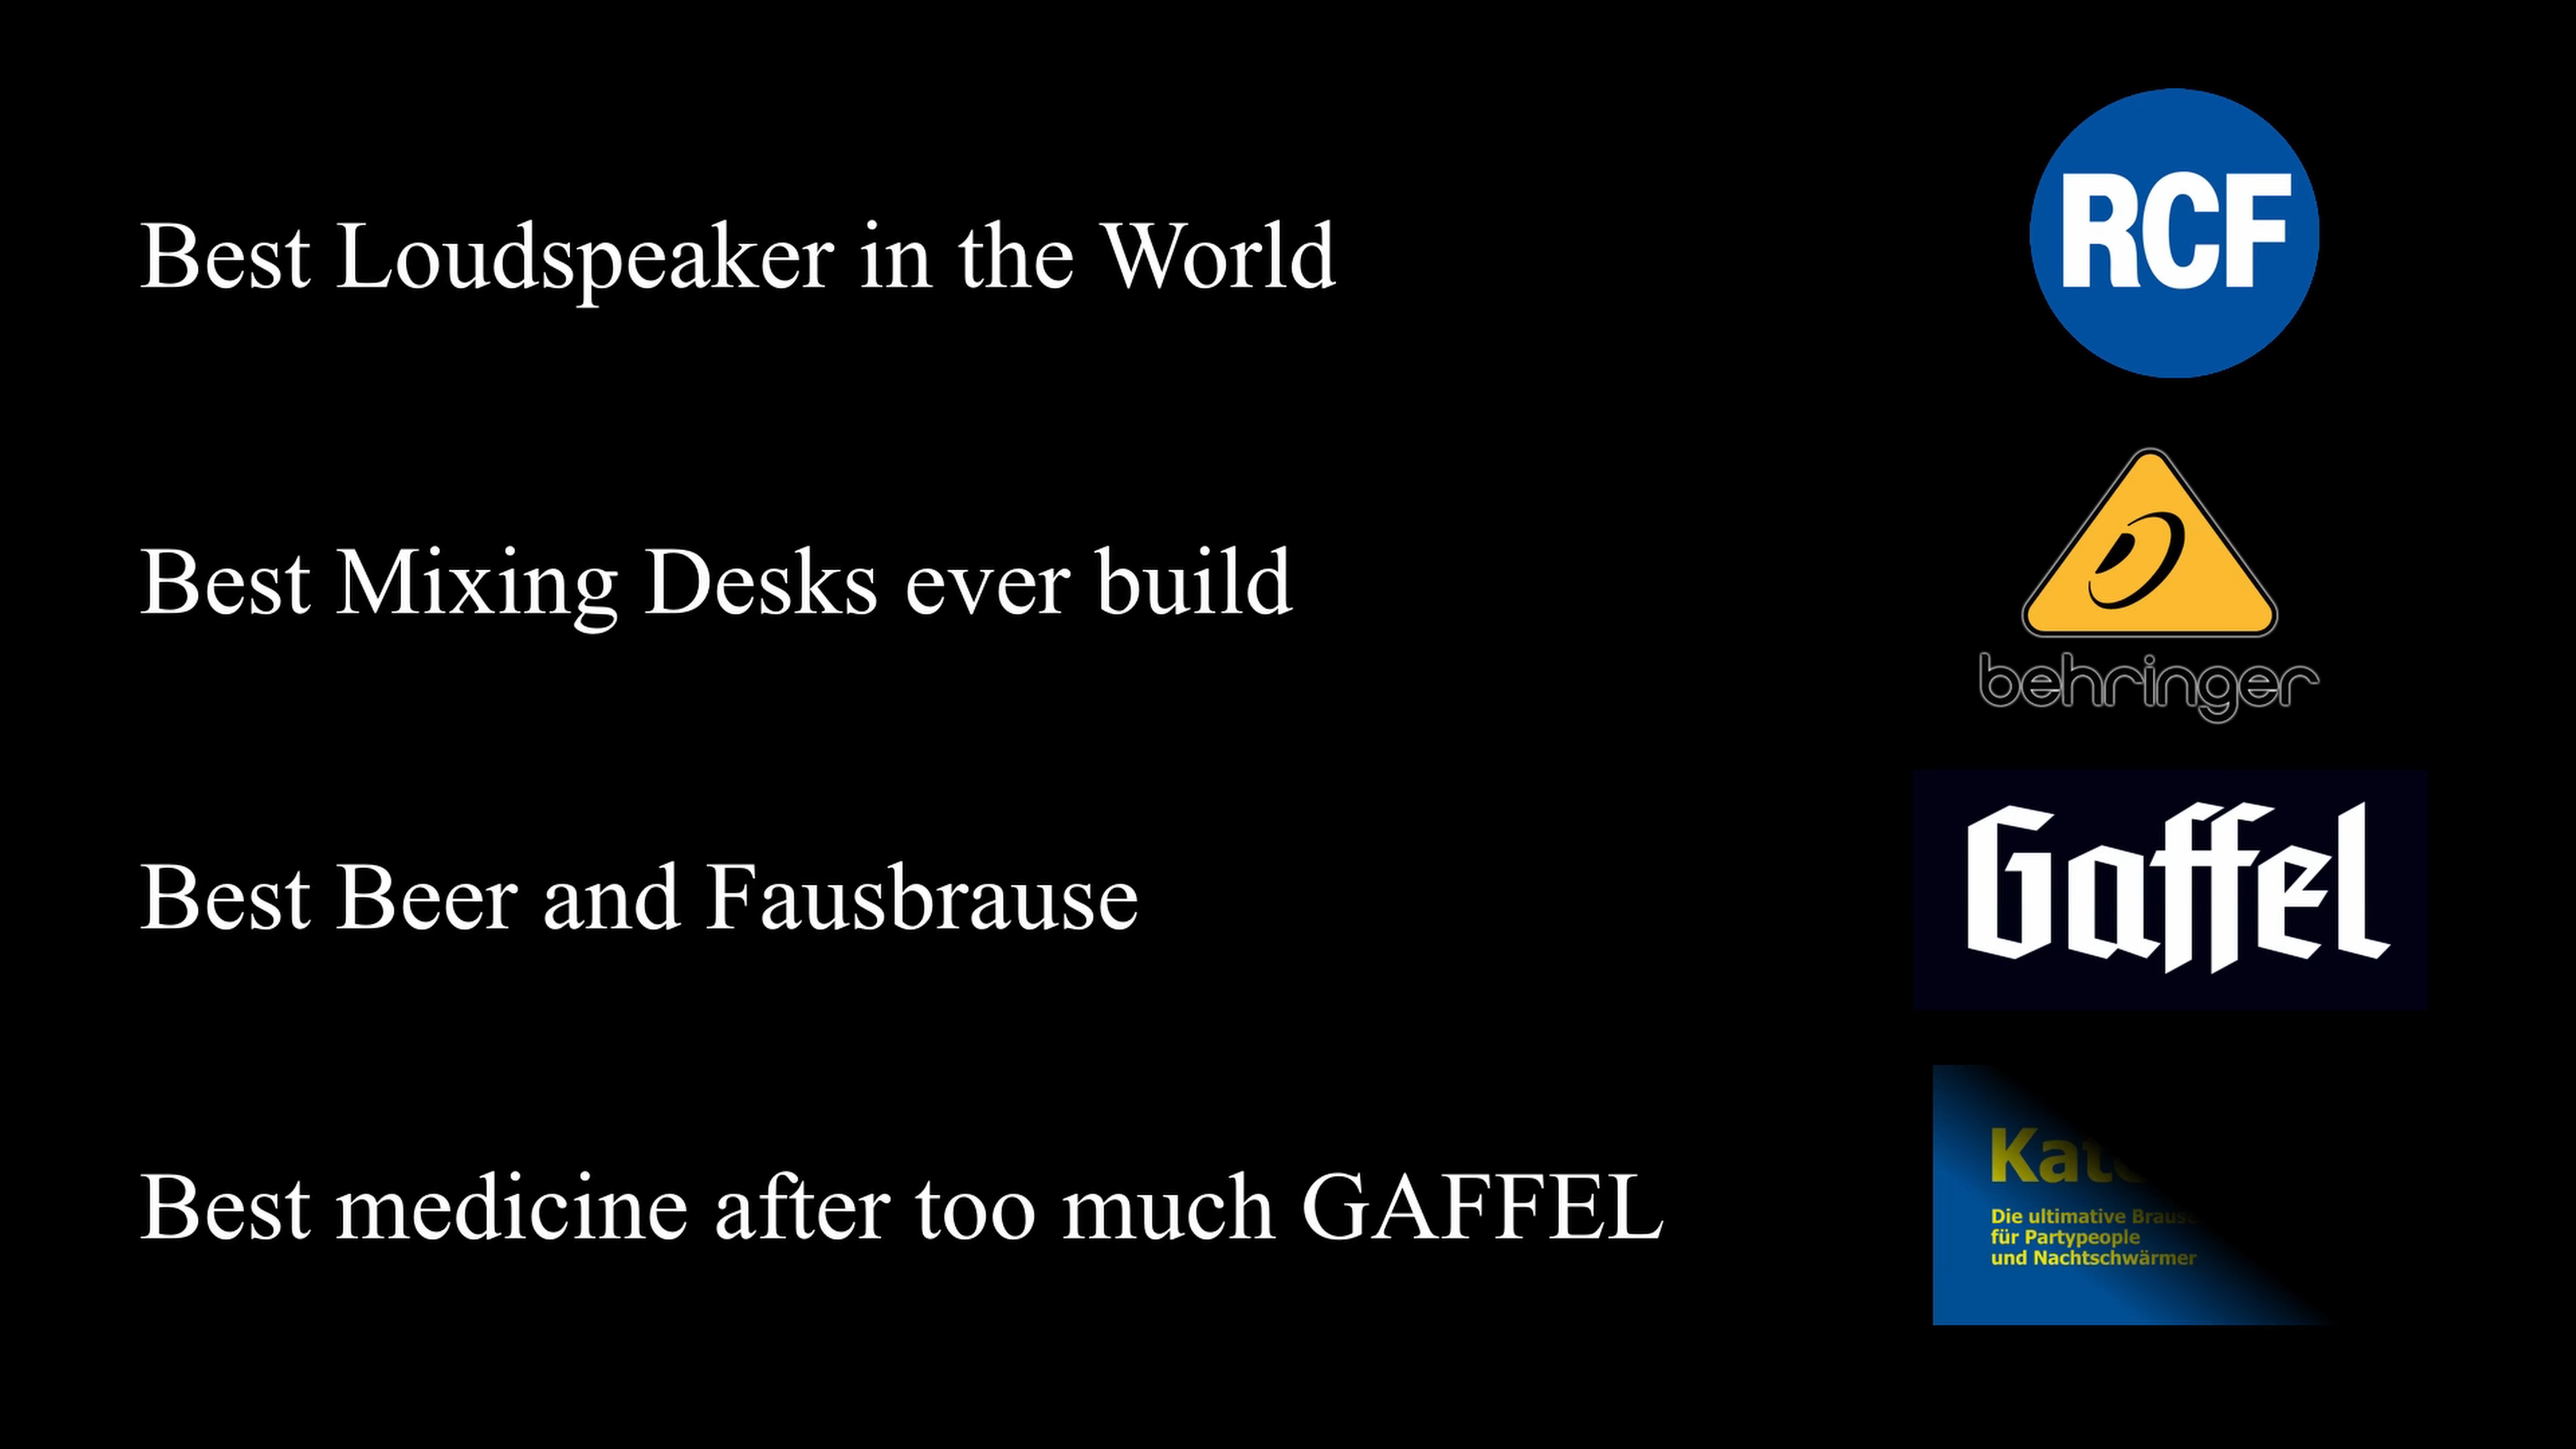 Best Loudspeaker in the World
RCF
Best Mixing Desks ever build
behringer
Best Beer and Fausbrause
Gaffel
Best medicine after too much GAFFEL
Die ultimative Brause
für Partypeople
und Nachtschwärmer